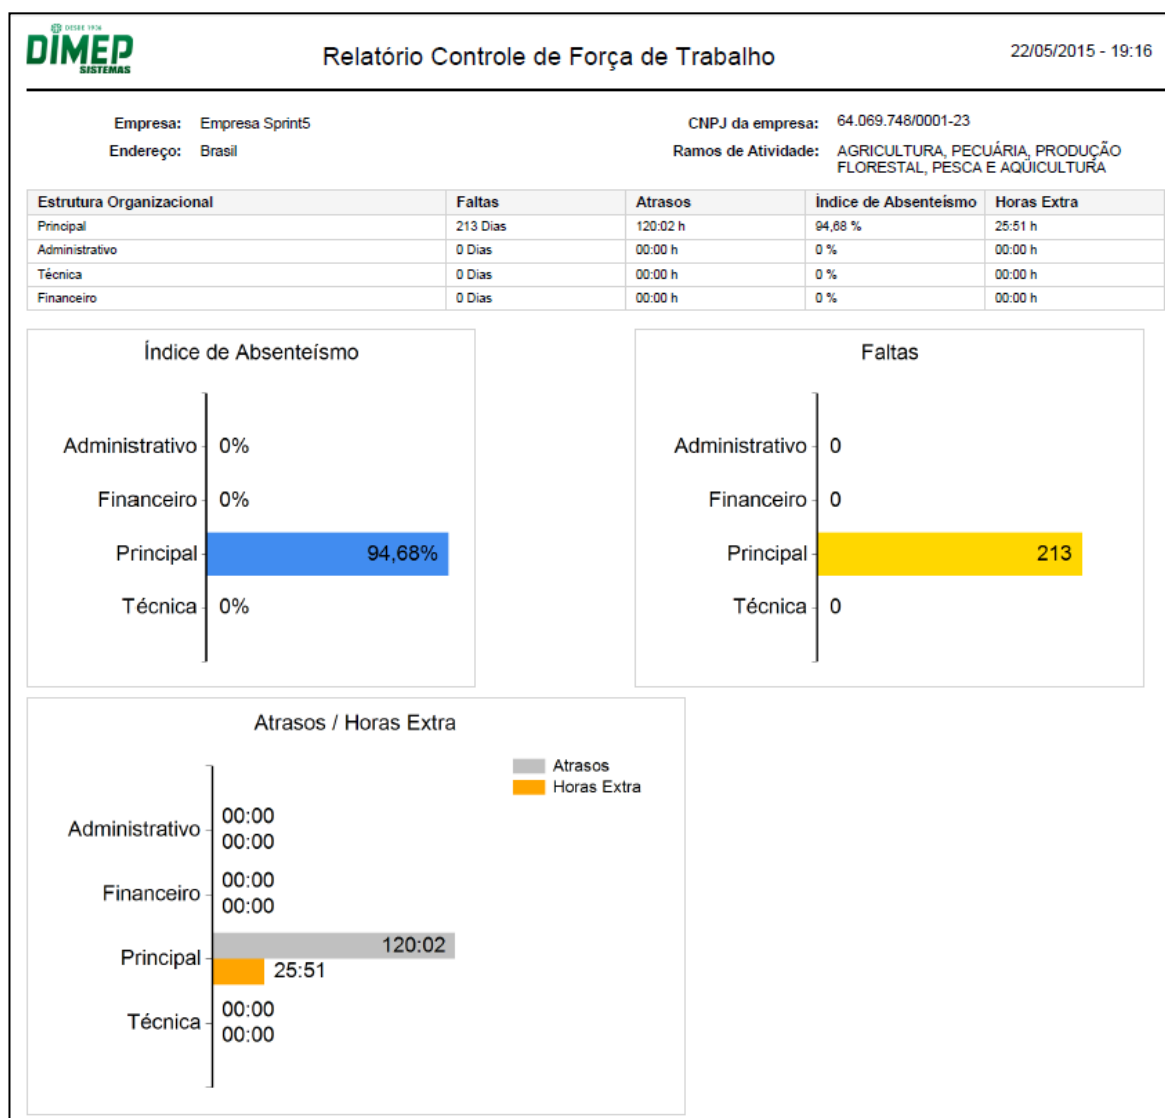 DESDE 1936
DIMEP
SISTEMAS
Relatório Controle de Força de Trabalho
22/05/2015 - 19:16
Empresa: Empresa Sprint5
CNPJ da empresa: 64.069.748/0001-23
Endereço: Brasil
Ramos de Atividade: AGRICULTURA, PECUÁRIA, PRODUÇÃO
FLORESTAL, PESCA E AQÜICULTURA
Estrutura Organizacional Faltas Atrasos Índice de Absenteísmo Horas Extra
Principal 213 Dias 120:02 h 94,68 % 25:51 h
Administrativo 0 Dias 00:00 h 0 % 00:00 h
Técnica 0 Dias 00:00 h 0 % 00:00 h
Financeiro 0 Dias 00:00 h 0 % 00:00 h
Índice de Absenteísmo
Administrativo 0%
Financeiro 0%
Principal 94,68%
Técnica 0%
Faltas
Administrativo 0
Financeiro 0
Principal 213
Técnica 0
Atrasos / Horas Extra
Atrasos
Horas Extra
Administrativo 00:00
00:00
Financeiro 00:00
00:00
Principal 120:02
25:51
Técnica 00:00
00:00